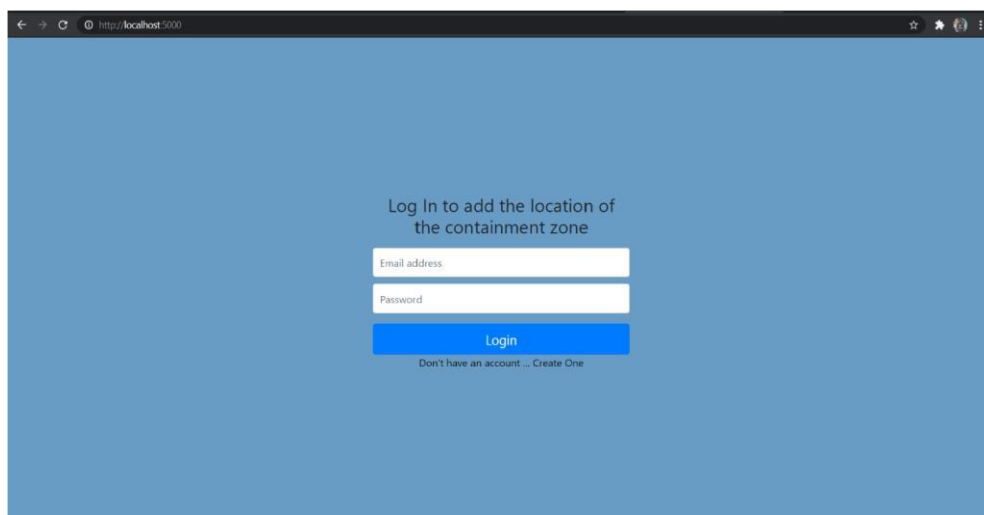 http://localhost:5000
Log In to add the location of
the containment zone
Email address
Password
Login
Don't have an account ... Create One